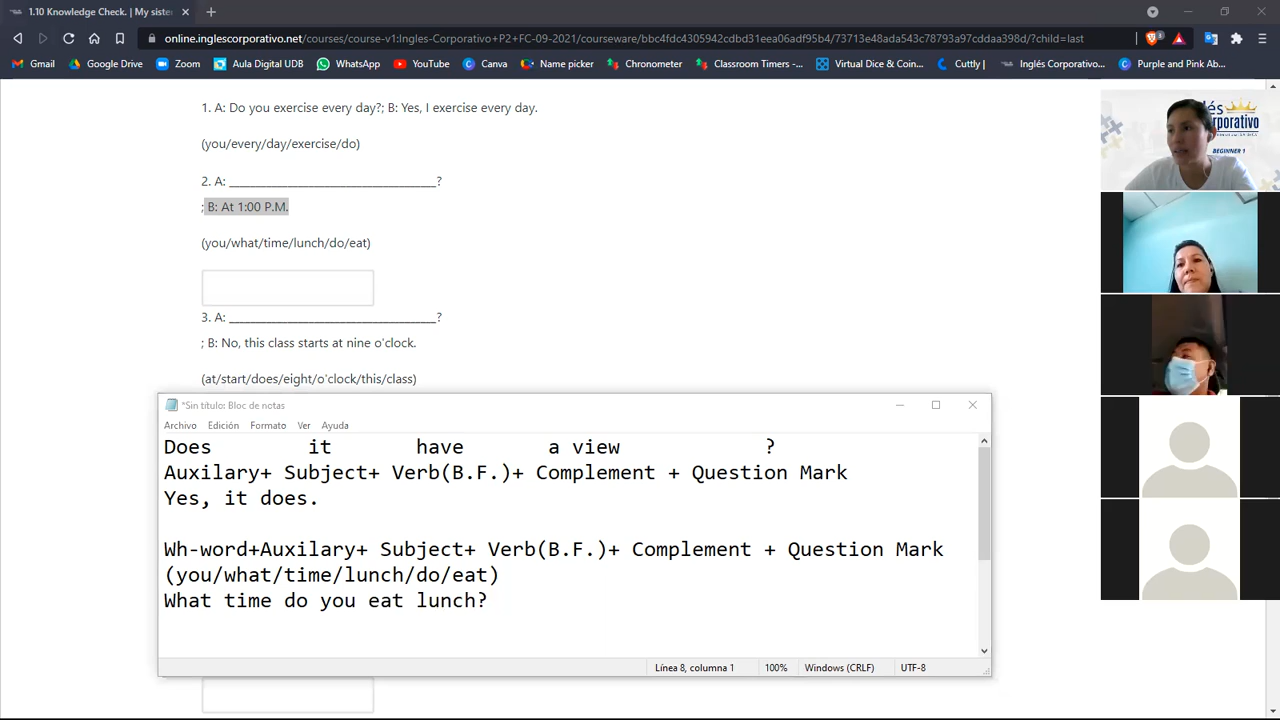 1.10 Knowledge Check. | My siste
online.inglescorporativo.net/courses/course-v1:Ingles-Corporativo+P2+FC-09-2021/courseware/bbc4fdc4305942cdbd31eea06adf95b4/73713e48ada543c78793a97cddaa398d/?child=last
Gmail Google Drive Zoom Aula Digital UDB WhatsApp YouTube Canva Name picker Chronometer Classroom Timers -... Virtual Dice & Coin... Cuttly | Inglés Corporativo... Purple and Pink Ab...
1. A: Do you exercise every day?; B: Yes, I exercise every day.
(you/every/day/exercise/do)
2. A: ___________________________________?
; B: At 1:00 P.M.
(you/what/time/lunch/do/eat)
3. A: ___________________________________?
; B: No, this class starts at nine o'clock.
(at/start/does/eight/o'clock/this/class)
*Sin título: Bloc de notas
Archivo Edición Formato Ver Ayuda
Does it have a view ?
Auxilary+ Subject+ Verb(B.F.)+ Complement + Question Mark
Yes, it does.
Wh-word+Auxilary+ Subject+ Verb(B.F.)+ Complement + Question Mark
(you/what/time/lunch/do/eat)
What time do you eat lunch?
Línea 8, columna 1 100% Windows (CRLF) UTF-8
BEGINNER 1